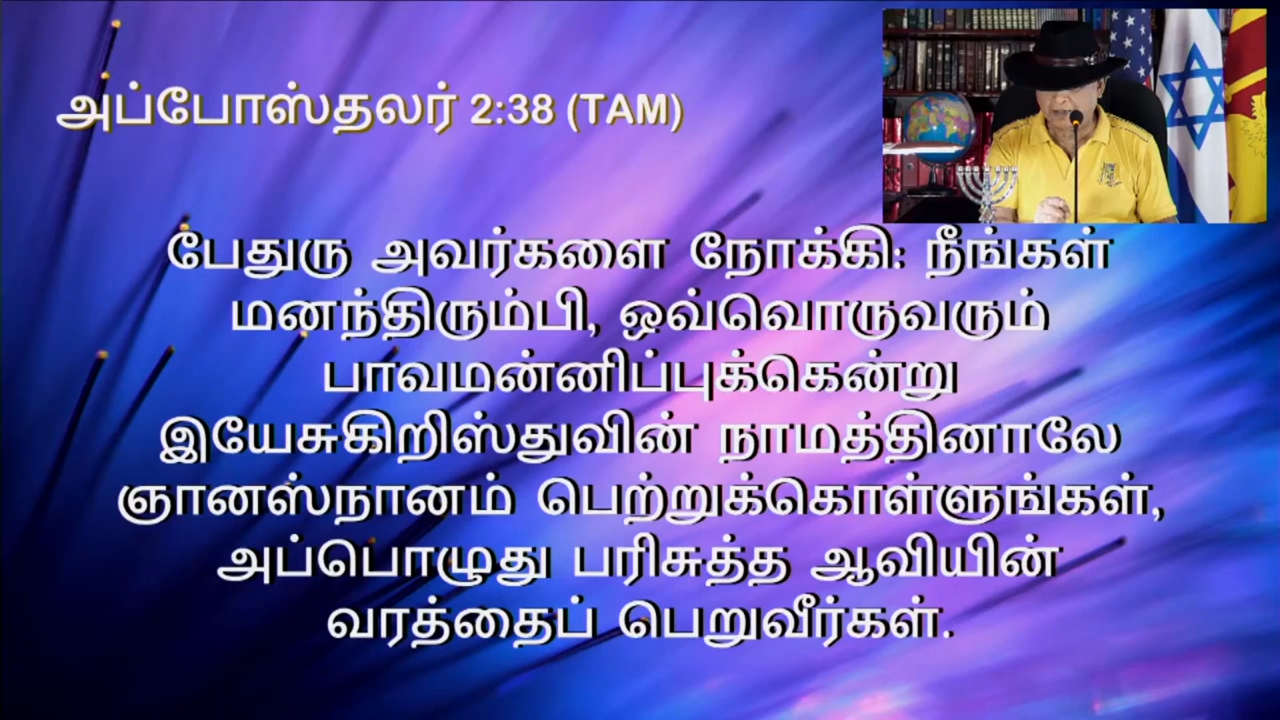 அப்போஸ்தலர் 2:38 (TAM)
பேதுரு அவர்களை நோக்கி: நீங்கள்
மனந்திரும்பி, ஒவ்வொருவரும்
பாவமன்னிப்புக்கென்று
இயேசுகிறிஸ்துவின் நாமத்தினாலே
ஞானஸ்நானம் பெற்றுக்கொள்ளுங்கள்,
அப்பொழுது பரிசுத்த ஆவியின்
வரத்தைப் பெறுவீர்கள்.